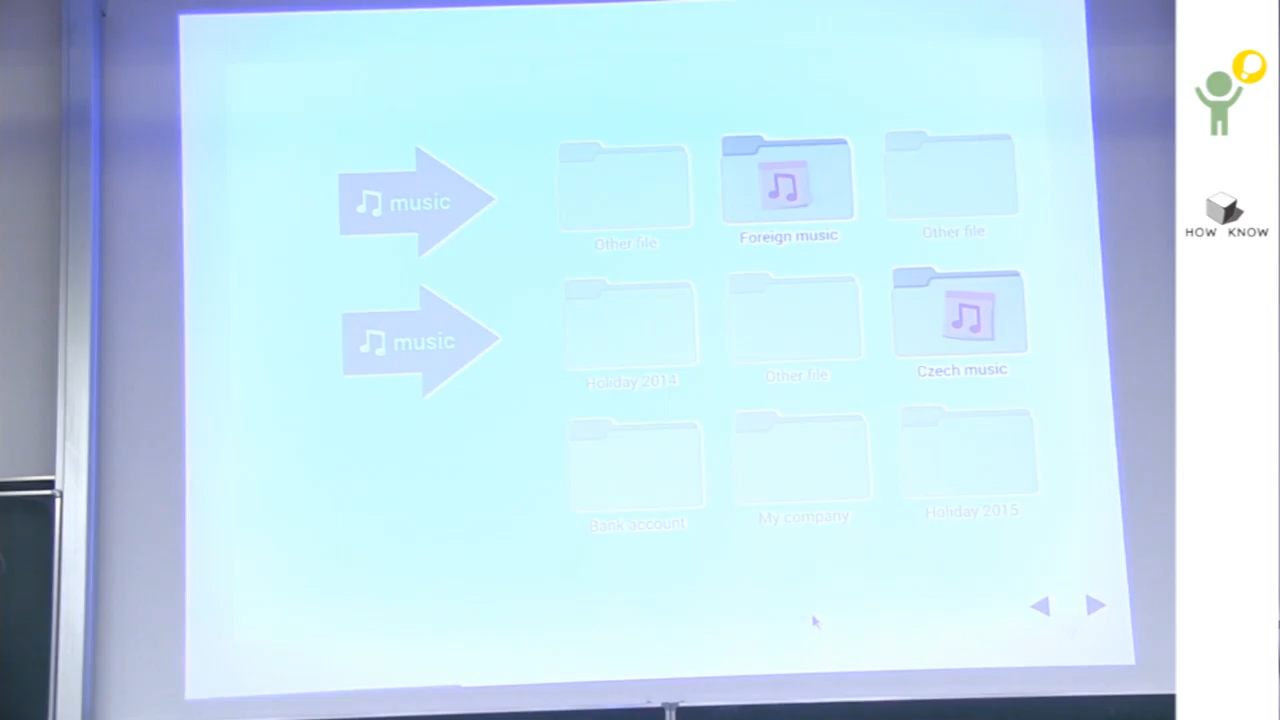 music
Other file
Foreign music
Other file
music
Holiday 2014
Other file
Czech music
Bank account
My company
Holiday 2015
HOW KNOW